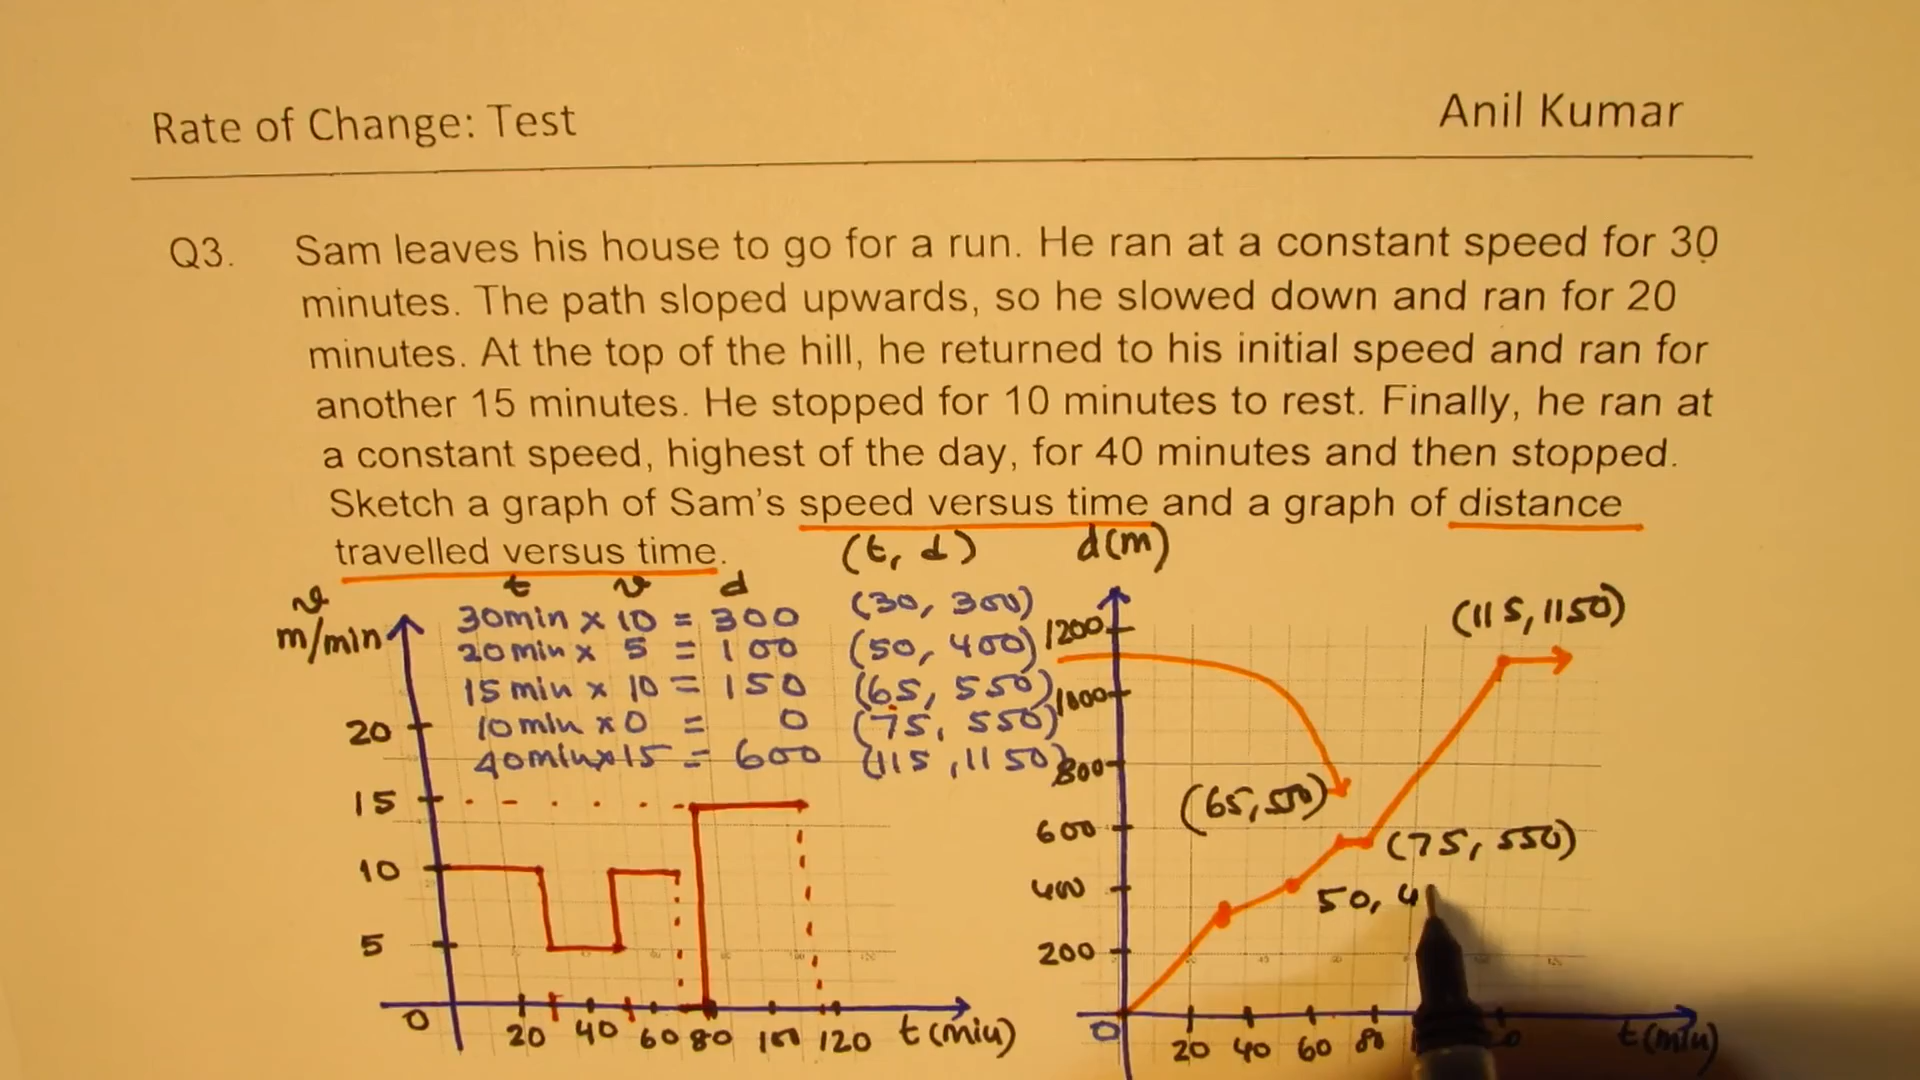 Rate of Change: Test
Anil Kumar
Q3. Sam leaves his house to go for a run. He ran at a constant speed for 30
minutes. The path sloped upwards, so he slowed down and ran for 20
minutes. At the top of the hill, he returned to his initial speed and ran for
another 15 minutes. He stopped for 10 minutes to rest. Finally, he ran at
a constant speed, highest of the day, for 40 minutes and then stopped.
Sketch a graph of Sam's speed versus time and a graph of distance
travelled versus time.
(t, d)
t v d
30min x 10 = 300 (30, 300)
20min x 5 = 100 (50, 400)
15 min x 10 = 150 (65, 550)
10min x 0 = 0 (75, 550)
40min x 15 = 600 (115, 1150)
v
m/min
20
15
10
5
0
20 40 60 80 100 120 t (min)
d(m)
1200
1000
800
600
400
200
0
(115, 1150)
(65, 550)
(75, 550)
50, 4
20 40 60 80
t (min)